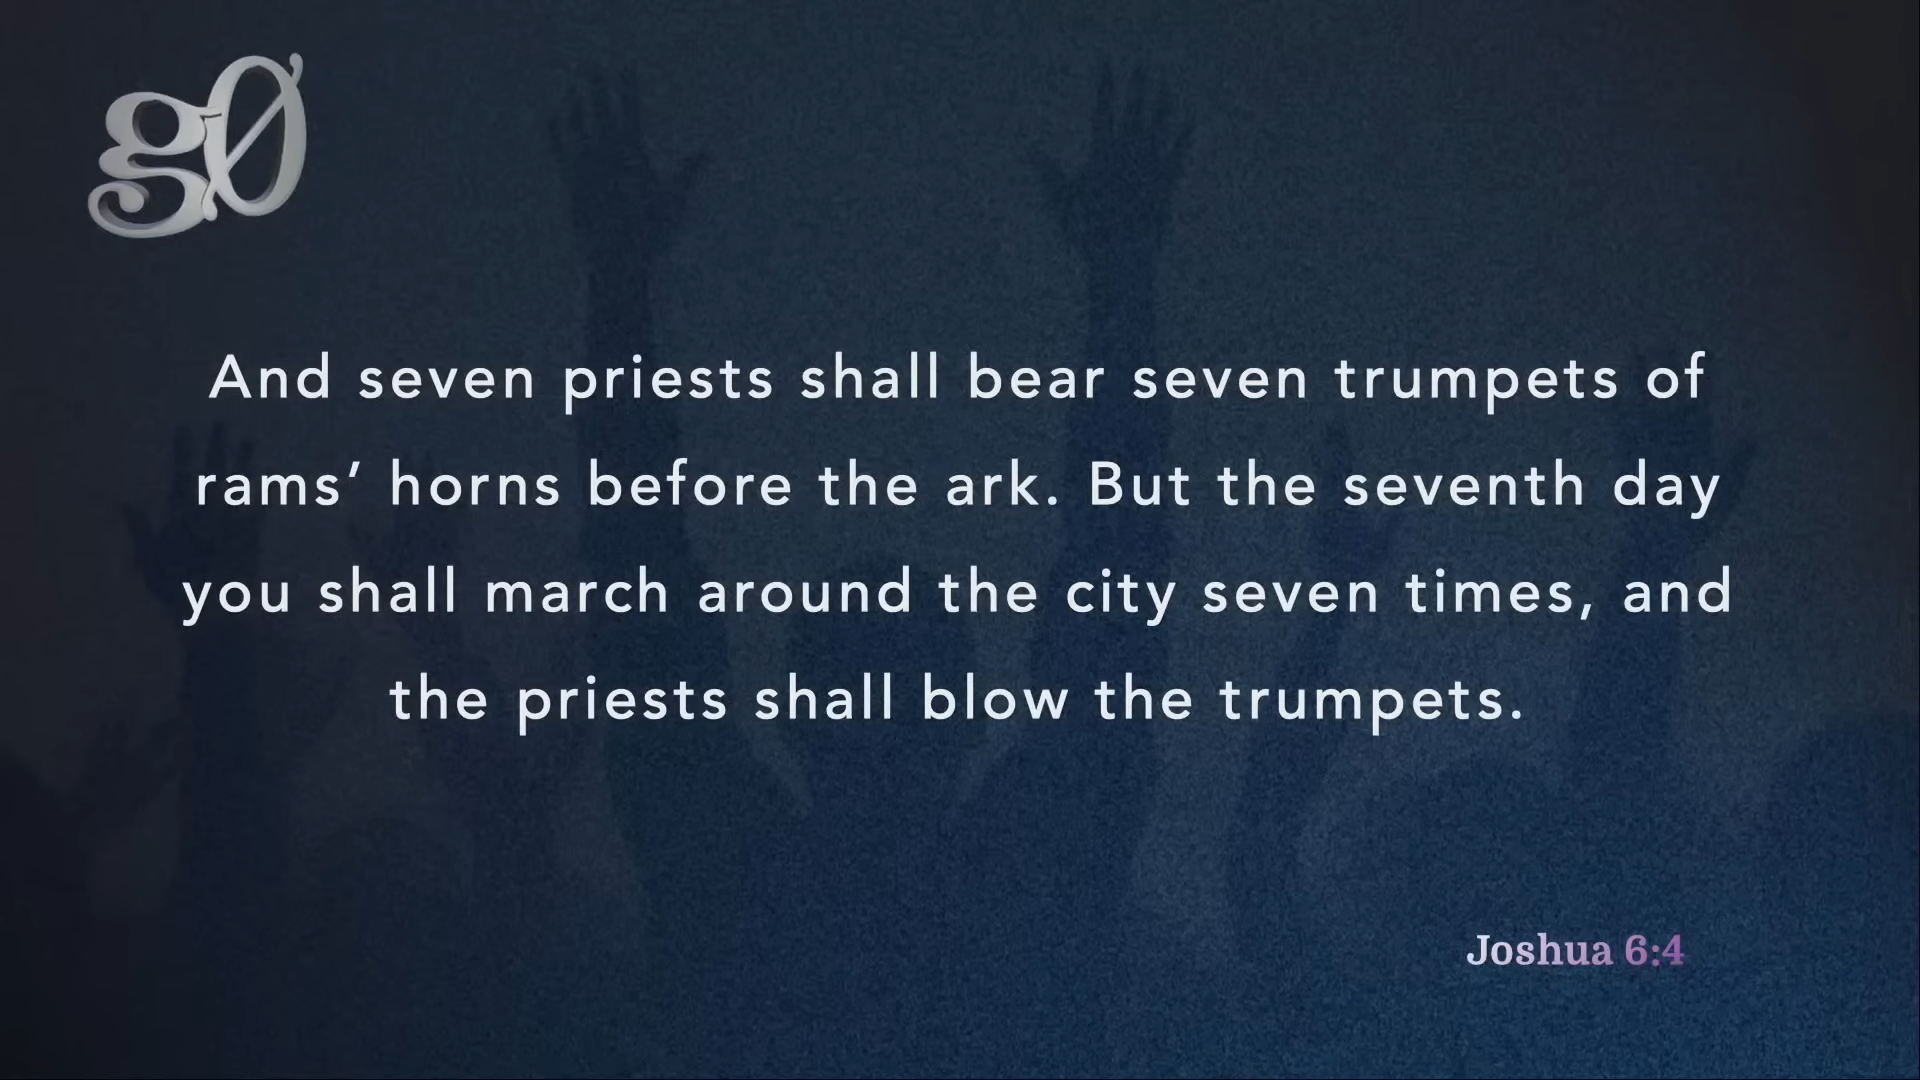 g0
And seven priests shall bear seven trumpets of
rams’ horns before the ark. But the seventh day
you shall march around the city seven times, and
the priests shall blow the trumpets.
Joshua 6:4